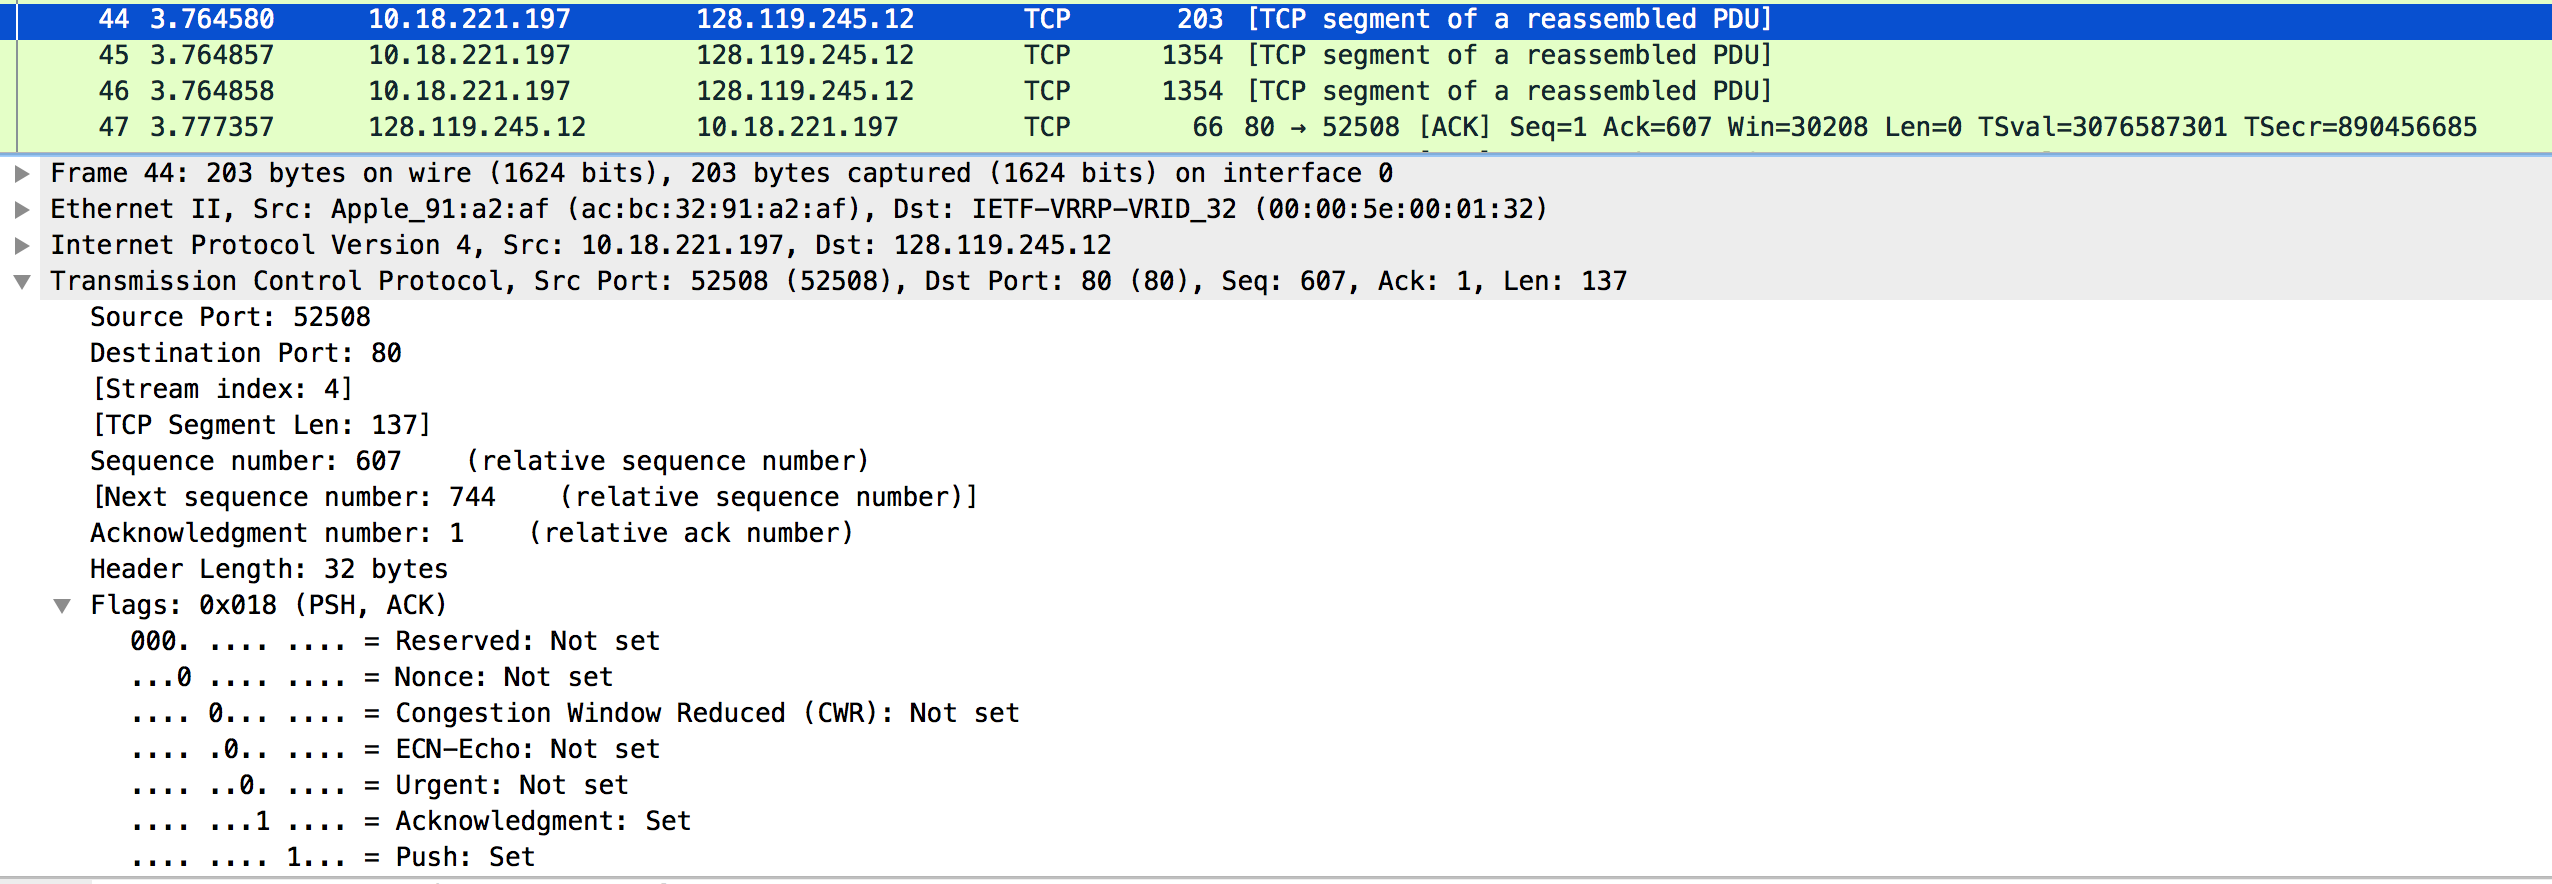 44 3.764580 10.18.221.197 128.119.245.12 TCP 203 [TCP segment of a reassembled PDU]
45 3.764857 10.18.221.197 128.119.245.12 TCP 1354 [TCP segment of a reassembled PDU]
46 3.764858 10.18.221.197 128.119.245.12 TCP 1354 [TCP segment of a reassembled PDU]
47 3.777357 128.119.245.12 10.18.221.197 TCP 66 80 → 52508 [ACK] Seq=1 Ack=607 Win=30208 Len=0 TSval=3076587301 TSecr=890456685
Frame 44: 203 bytes on wire (1624 bits), 203 bytes captured (1624 bits) on interface 0
Ethernet II, Src: Apple_91:a2:af (ac:bc:32:91:a2:af), Dst: IETF-VRRP-VRID_32 (00:00:5e:00:01:32)
Internet Protocol Version 4, Src: 10.18.221.197, Dst: 128.119.245.12
Transmission Control Protocol, Src Port: 52508 (52508), Dst Port: 80 (80), Seq: 607, Ack: 1, Len: 137
Source Port: 52508
Destination Port: 80
[Stream index: 4]
[TCP Segment Len: 137]
Sequence number: 607 (relative sequence number)
[Next sequence number: 744 (relative sequence number)]
Acknowledgment number: 1 (relative ack number)
Header Length: 32 bytes
Flags: 0x018 (PSH, ACK)
000. .... .... = Reserved: Not set
...0 .... .... = Nonce: Not set
.... 0... .... = Congestion Window Reduced (CWR): Not set
.... .0.. .... = ECN-Echo: Not set
.... ..0. .... = Urgent: Not set
.... ...1 .... = Acknowledgment: Set
.... .... 1... = Push: Set